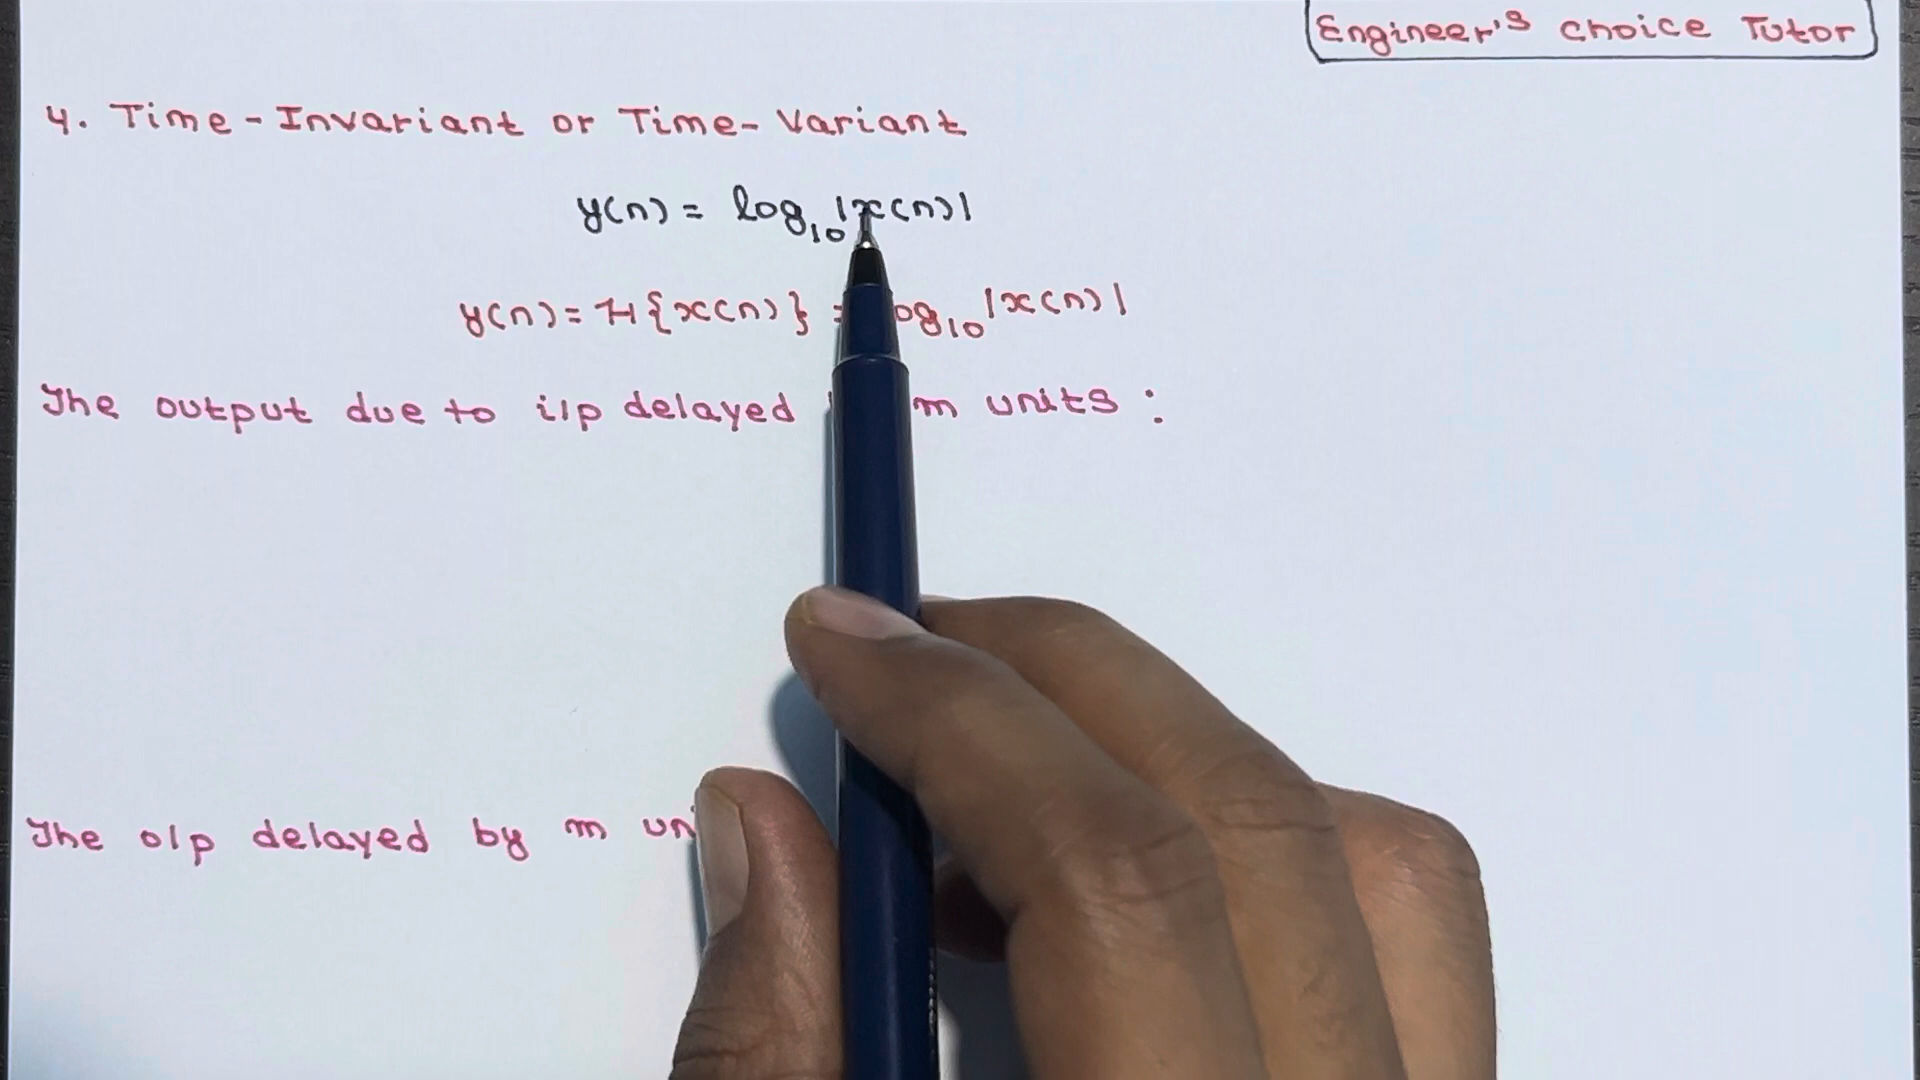 Engineer's Choice Tutor
4. Time-Invariant or Time-Variant
y(n) = log₁₀|x(n)|
y(n) = H{x(n)} = log₁₀|x(n)|
The output due to i/p delayed m units :
The o/p delayed by m